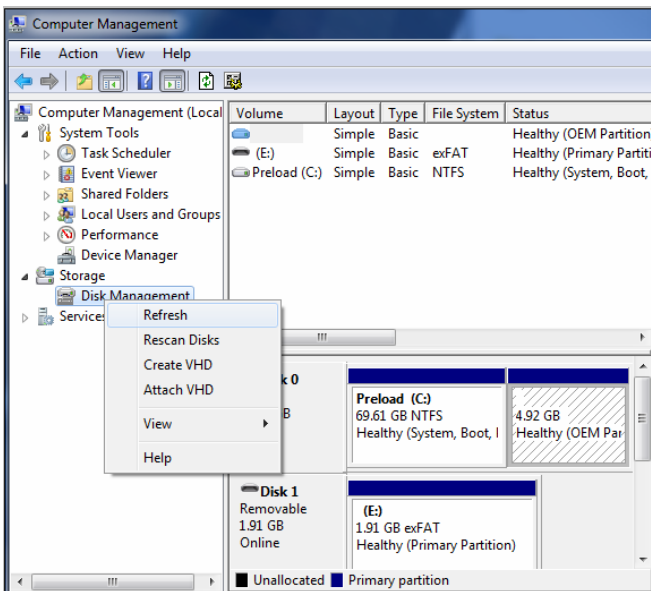 Computer Management
File Action View Help
Computer Management (Local
System Tools
Task Scheduler
Event Viewer
Shared Folders
Local Users and Groups
Performance
Device Manager
Storage
Disk Management
Services
Volume Layout Type File System Status
Simple Basic Healthy (OEM Partition
(E:) Simple Basic exFAT Healthy (Primary Partiti
Preload (C:) Simple Basic NTFS Healthy (System, Boot,
Refresh
Rescan Disks
Create VHD
Attach VHD
View
Help
k 0
B
Preload (C:)
69.61 GB NTFS
Healthy (System, Boot, I
4.92 GB
Healthy (OEM Par
Disk 1
Removable
1.91 GB
Online
(E:)
1.91 GB exFAT
Healthy (Primary Partition)
Unallocated Primary partition